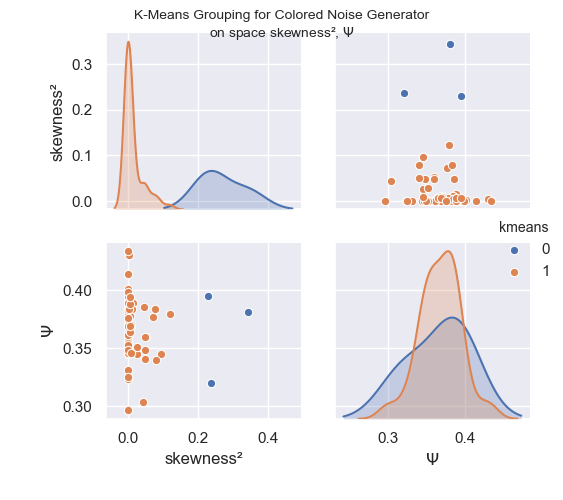 K-Means Grouping for Colored Noise Generator
on space skewness², Ψ
skewness²
0.3
0.2
0.1
0.0
kmeans
0
1
Ψ
0.40
0.35
0.30
0.0 0.2 0.4
skewness²
0.3 0.4
Ψ